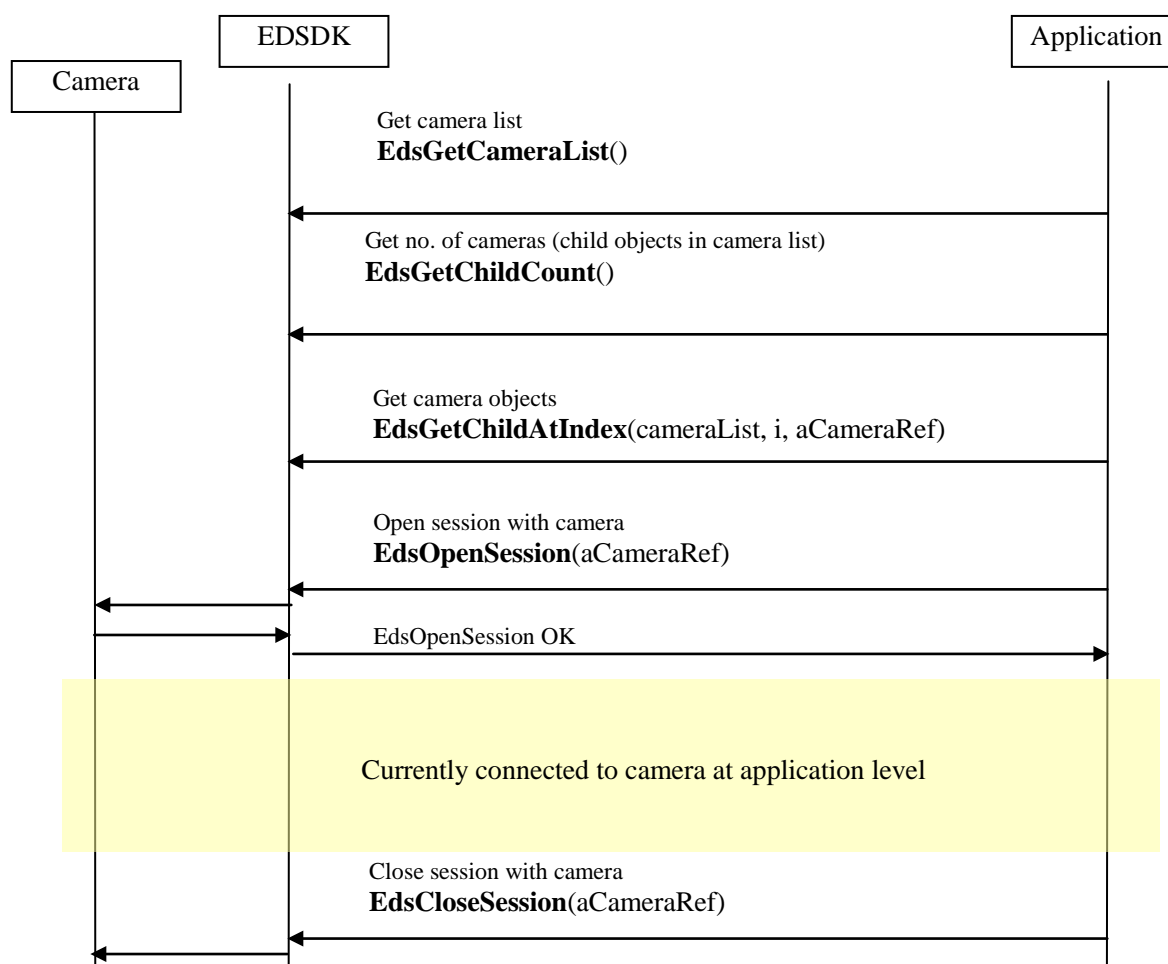 EDSDK
Application
Camera
Get camera list
EdsGetCameraList()
Get no. of cameras (child objects in camera list)
EdsGetChildCount()
Get camera objects
EdsGetChildAtIndex(cameraList, i, aCameraRef)
Open session with camera
EdsOpenSession(aCameraRef)
EdsOpenSession OK
Currently connected to camera at application level
Close session with camera
EdsCloseSession(aCameraRef)